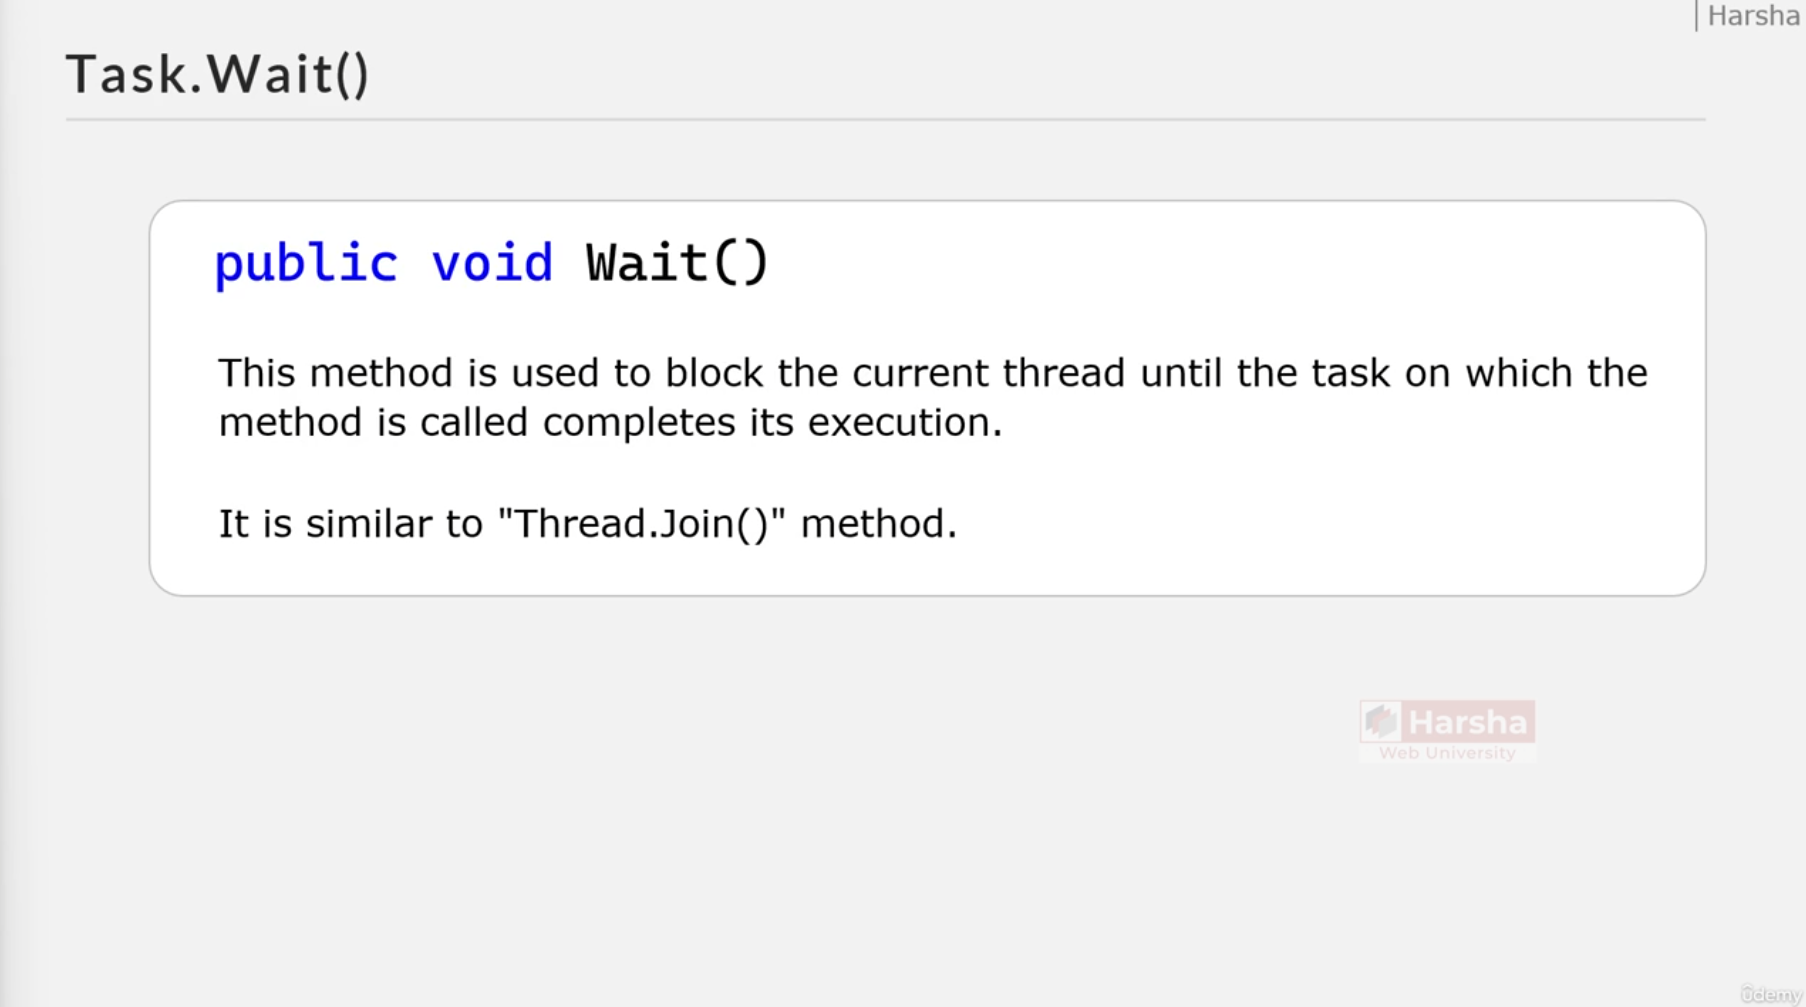 | Harsha
Task.Wait()
public void Wait()
This method is used to block the current thread until the task on which the
method is called completes its execution.
It is similar to "Thread.Join()" method.
Harsha
Web University
ûdemy